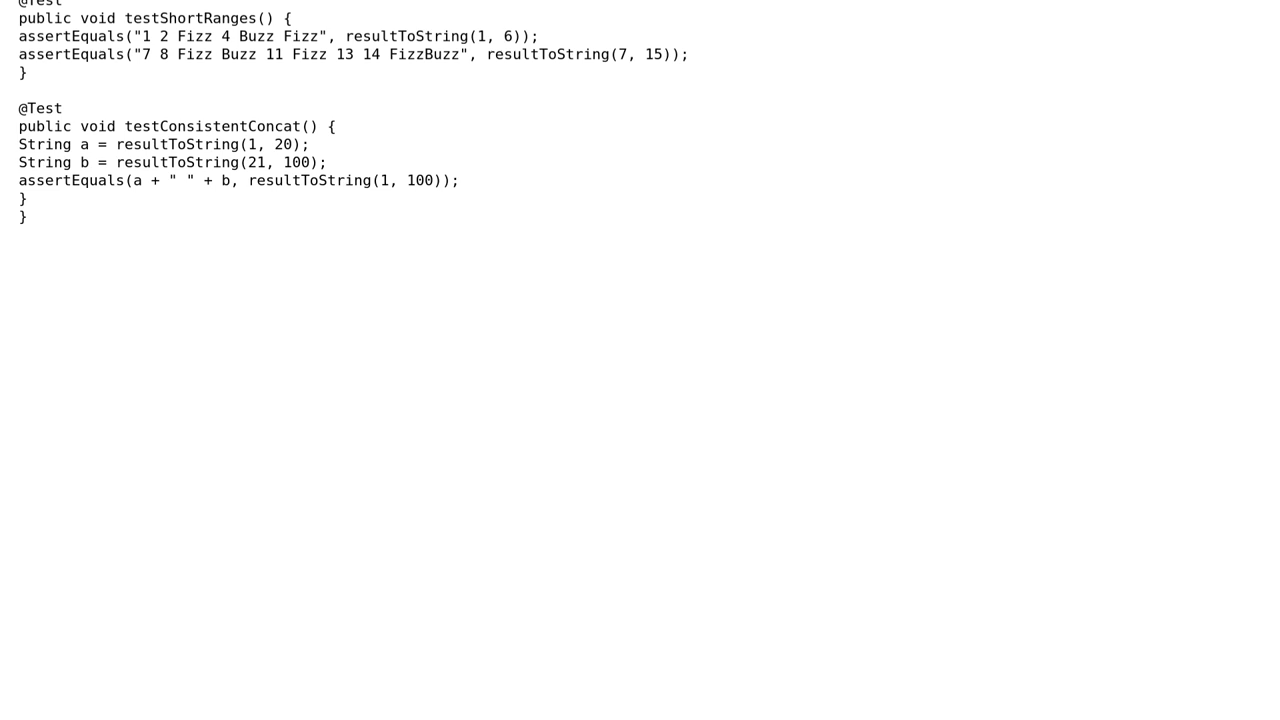 @Test
public void testShortRanges() {
assertEquals("1 2 Fizz 4 Buzz Fizz", resultToString(1, 6));
assertEquals("7 8 Fizz Buzz 11 Fizz 13 14 FizzBuzz", resultToString(7, 15));
}
@Test
public void testConsistentConcat() {
String a = resultToString(1, 20);
String b = resultToString(21, 100);
assertEquals(a + " " + b, resultToString(1, 100));
}
}